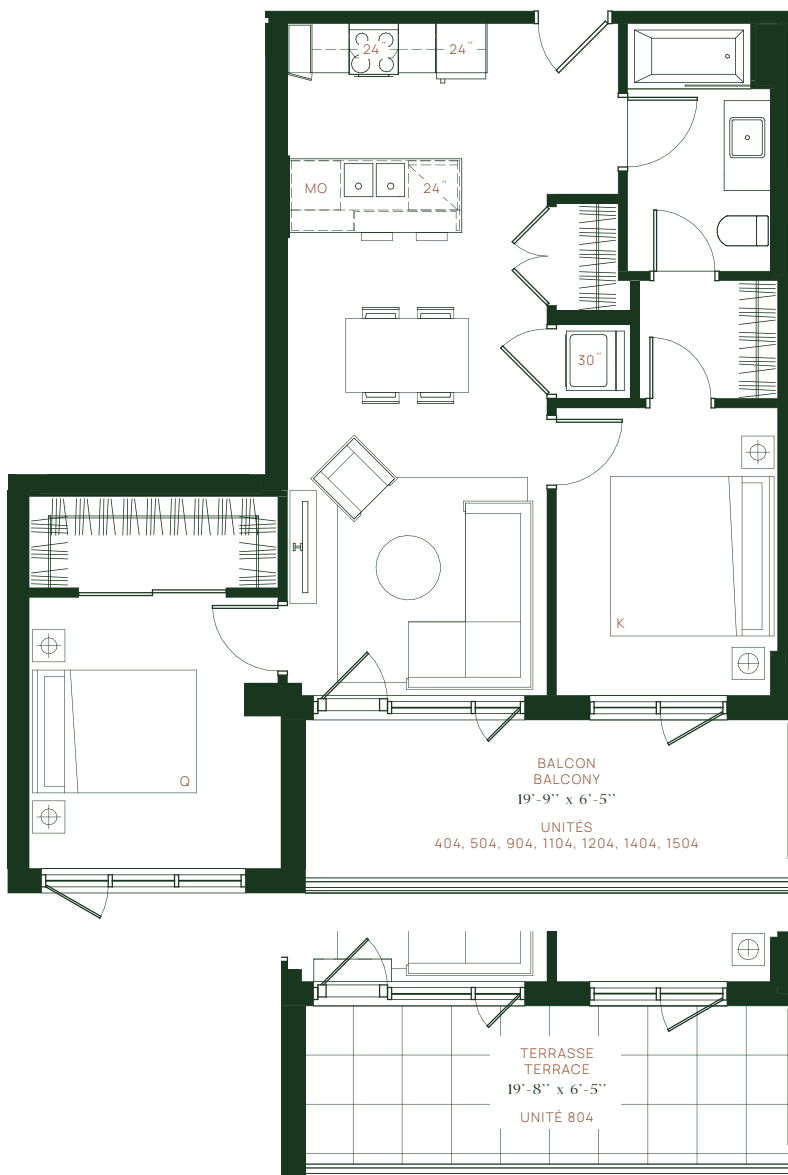 24¨
24¨
MO
24¨
30¨
K
Q
BALCON
BALCONY
19’-9’’ x 6’-5’’
UNITÉS
404, 504, 904, 1104, 1204, 1404, 1504
TERRASSE
TERRACE
19’-8’’ x 6’-5’’
UNITÉ 804